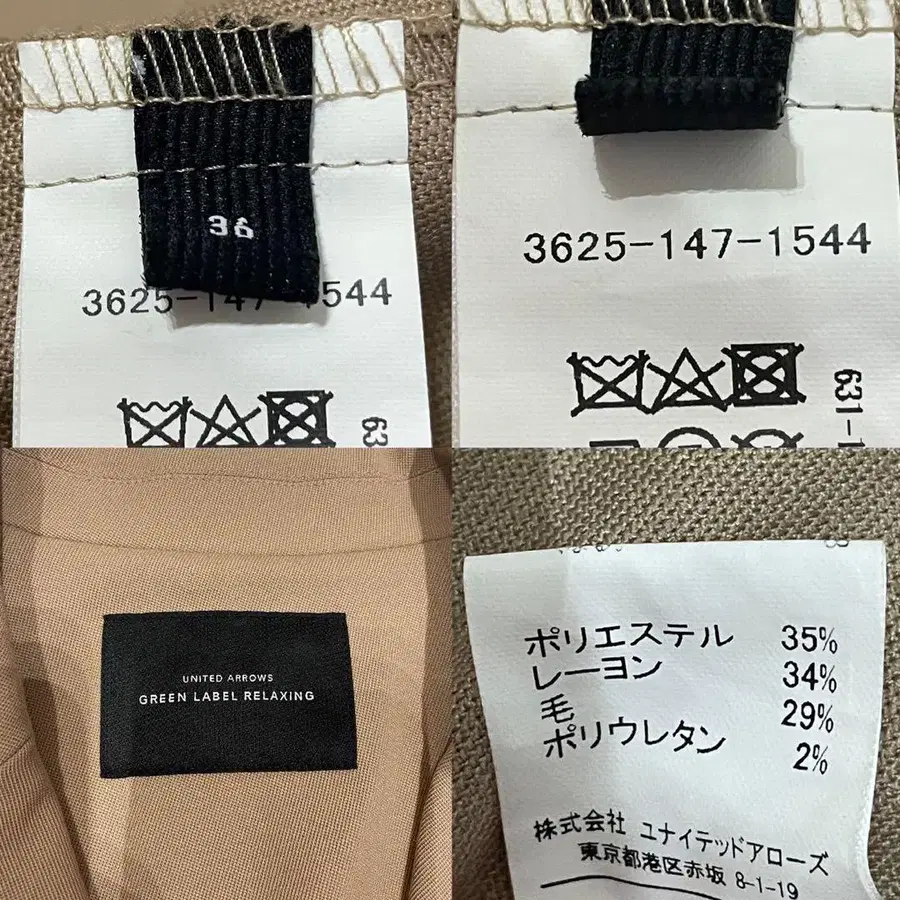 36
3625-147-1544
63
3625-147-1544
631-1
UNITED ARROWS
GREEN LABEL RELAXING
ポリエステル 35%
レーヨン 34%
毛 29%
ポリウレタン 2%
株式会社 ユナイテッドアローズ
東京都港区赤坂 8-1-19